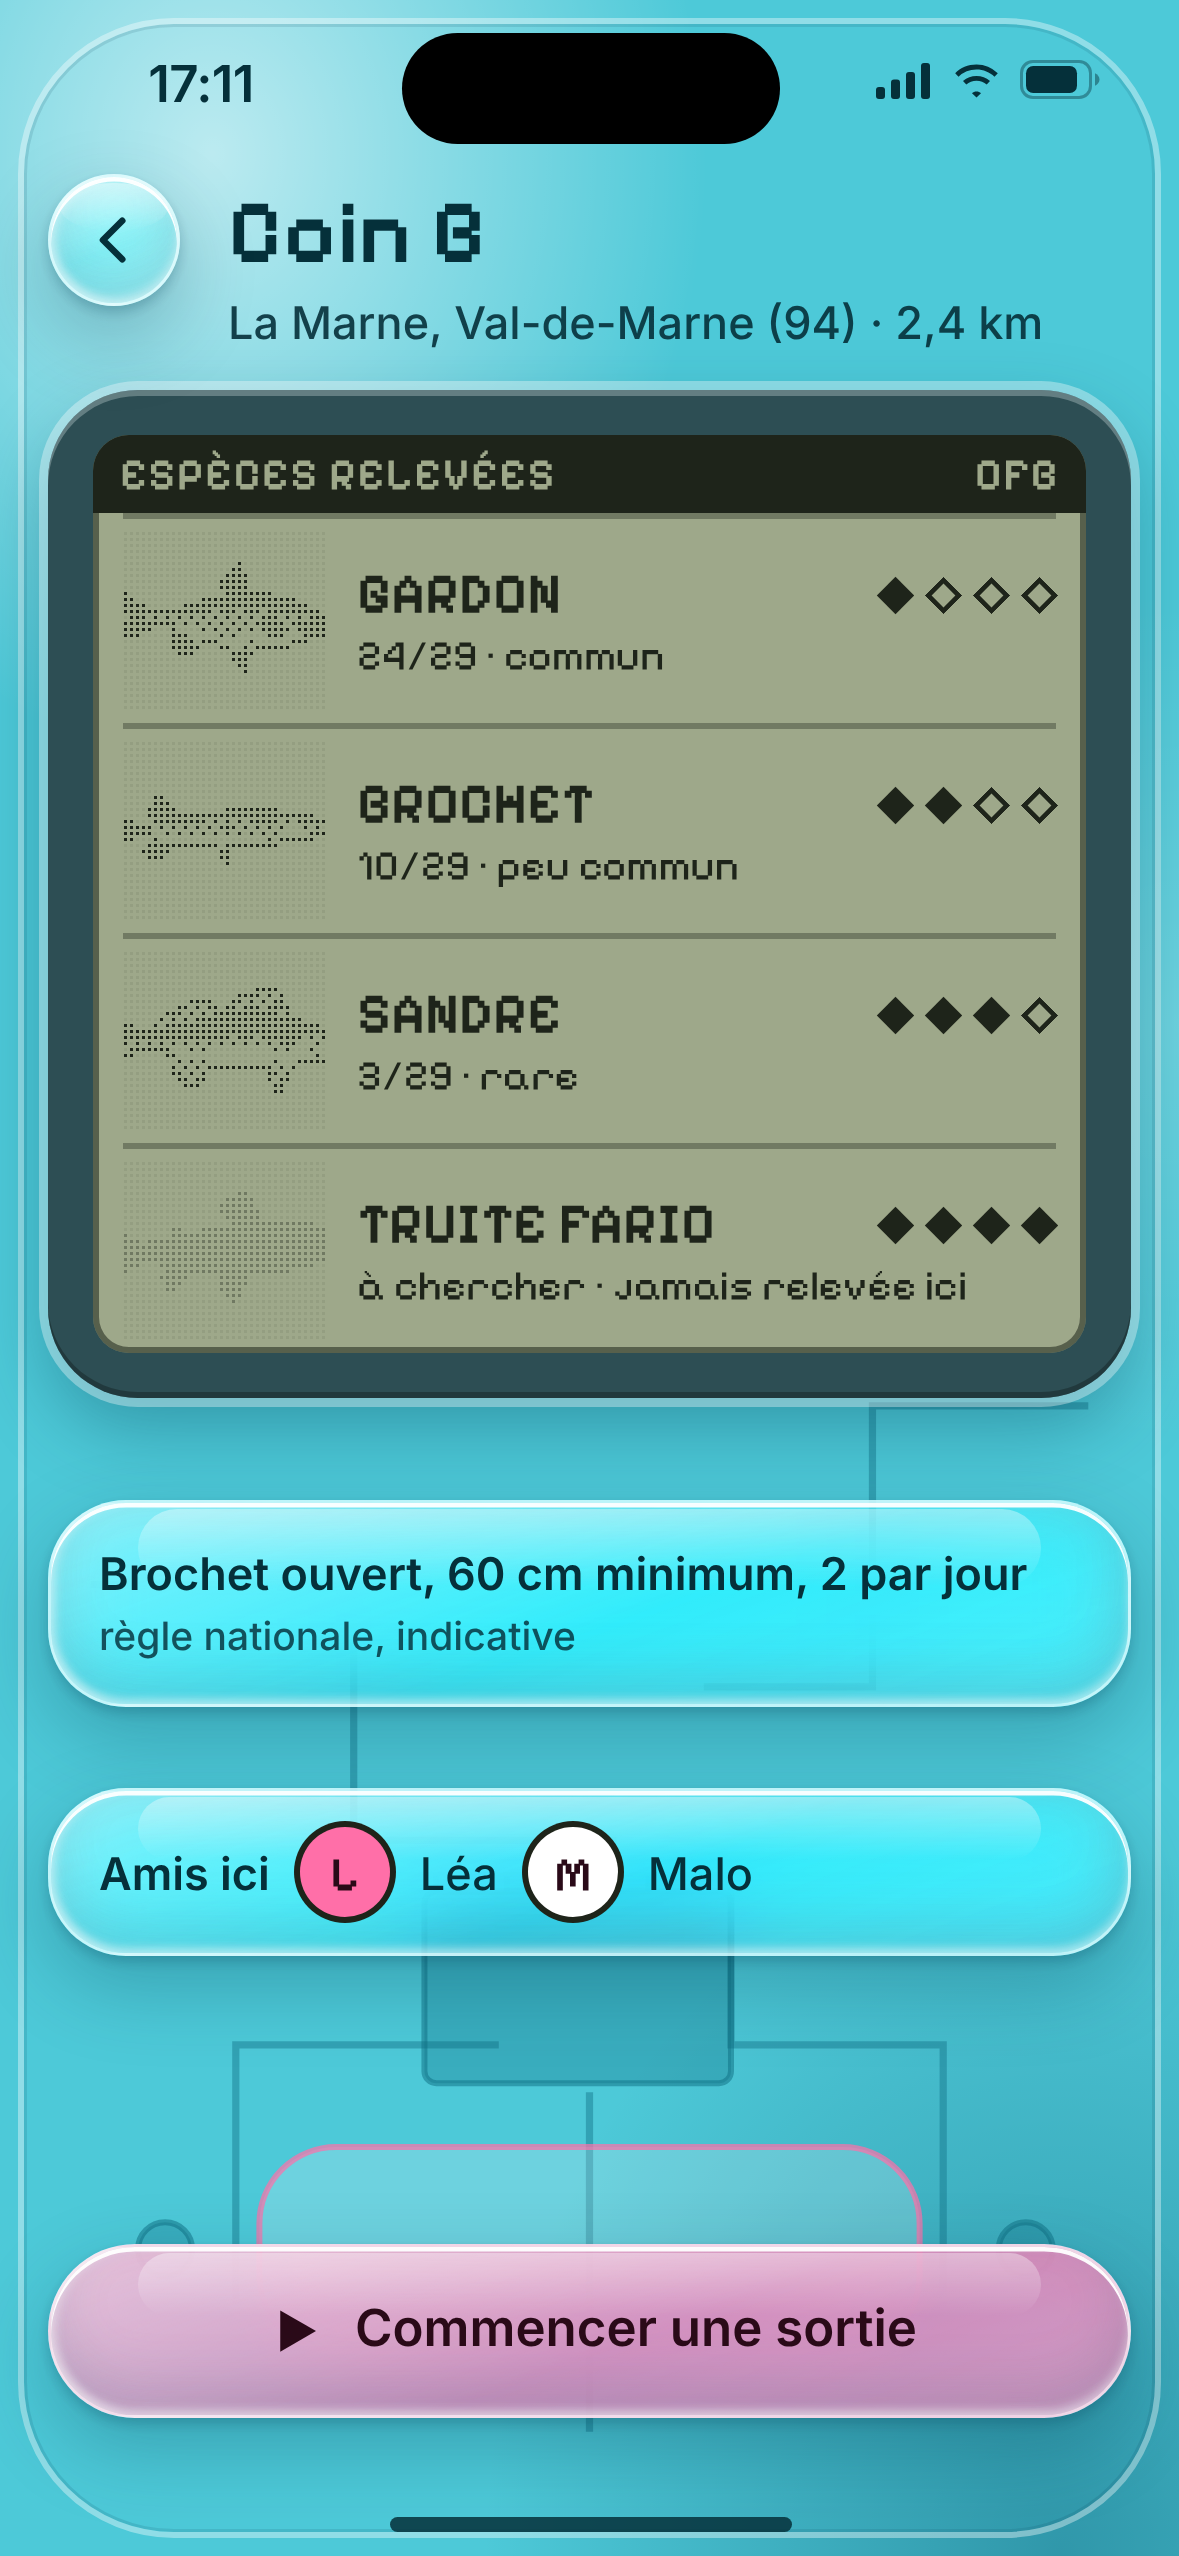 17:11
Coin B
La Marne, Val-de-Marne (94) · 2,4 km
ESPÈCES RELEVÉES OFB
GARDON
24/29 · commun
BROCHET
10/29 · peu commun
SANDRE
3/29 · rare
TRUITE FARIO
à chercher · jamais relevée ici
Brochet ouvert, 60 cm minimum, 2 par jour
règle nationale, indicative
Amis ici L Léa M Malo
Commencer une sortie